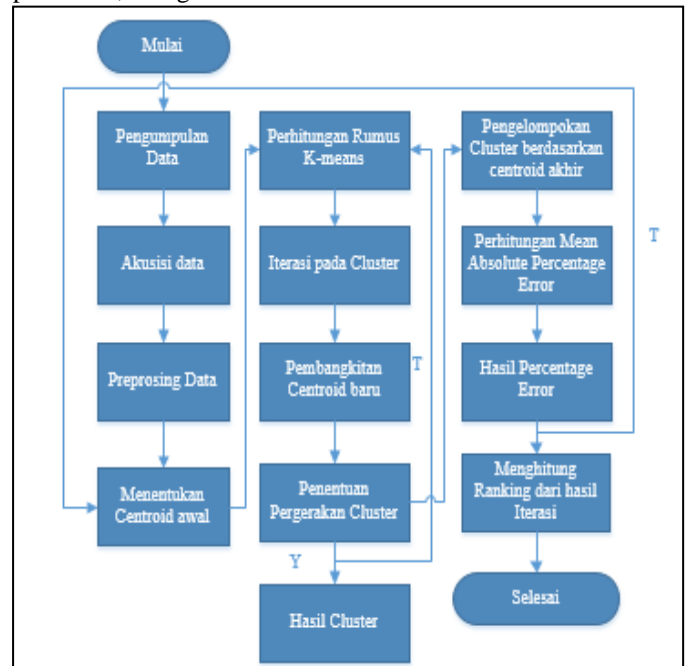 Mulai
Pengumpulan
Data
Akusisi data
Preprosing Data
Menentukan
Centroid awal
Perhitungan Rumus
K-means
Iterasi pada Cluster
Pembangkitan
Centroid baru
T
Penentuan
Pergerakan Cluster
Y
Hasil Cluster
Pengelompokan
Cluster berdasarkan
centroid akhir
Perhitungan Mean
Absolute Percentage
Error
T
Hasil Percentage
Error
Menghitung
Ranking dari hasil
Iterasi
Selesai